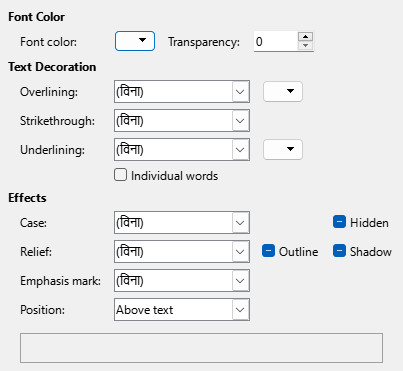 Font Color
Font color: Transparency: 0
Text Decoration
Overlining: (विना)
Strikethrough: (विना)
Underlining: (विना)
Individual words
Effects
Case: (विना) Hidden
Relief: (विना) Outline Shadow
Emphasis mark: (विना)
Position: Above text